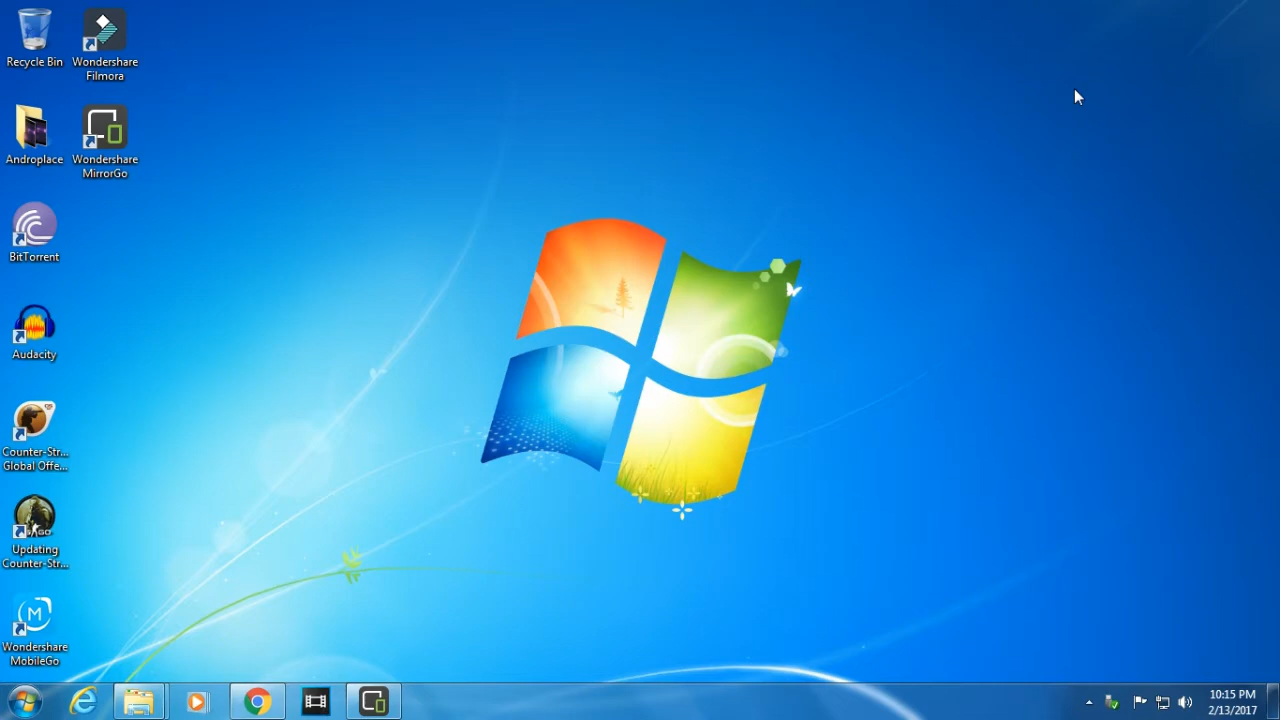 Recycle Bin
Wondershare
Filmora
Androplace
Wondershare
MirrorGo
BitTorrent
Audacity
Counter-Str...
Global Offe...
Updating
Counter-Str...
Wondershare
MobileGo
10:15 PM
2/13/2017